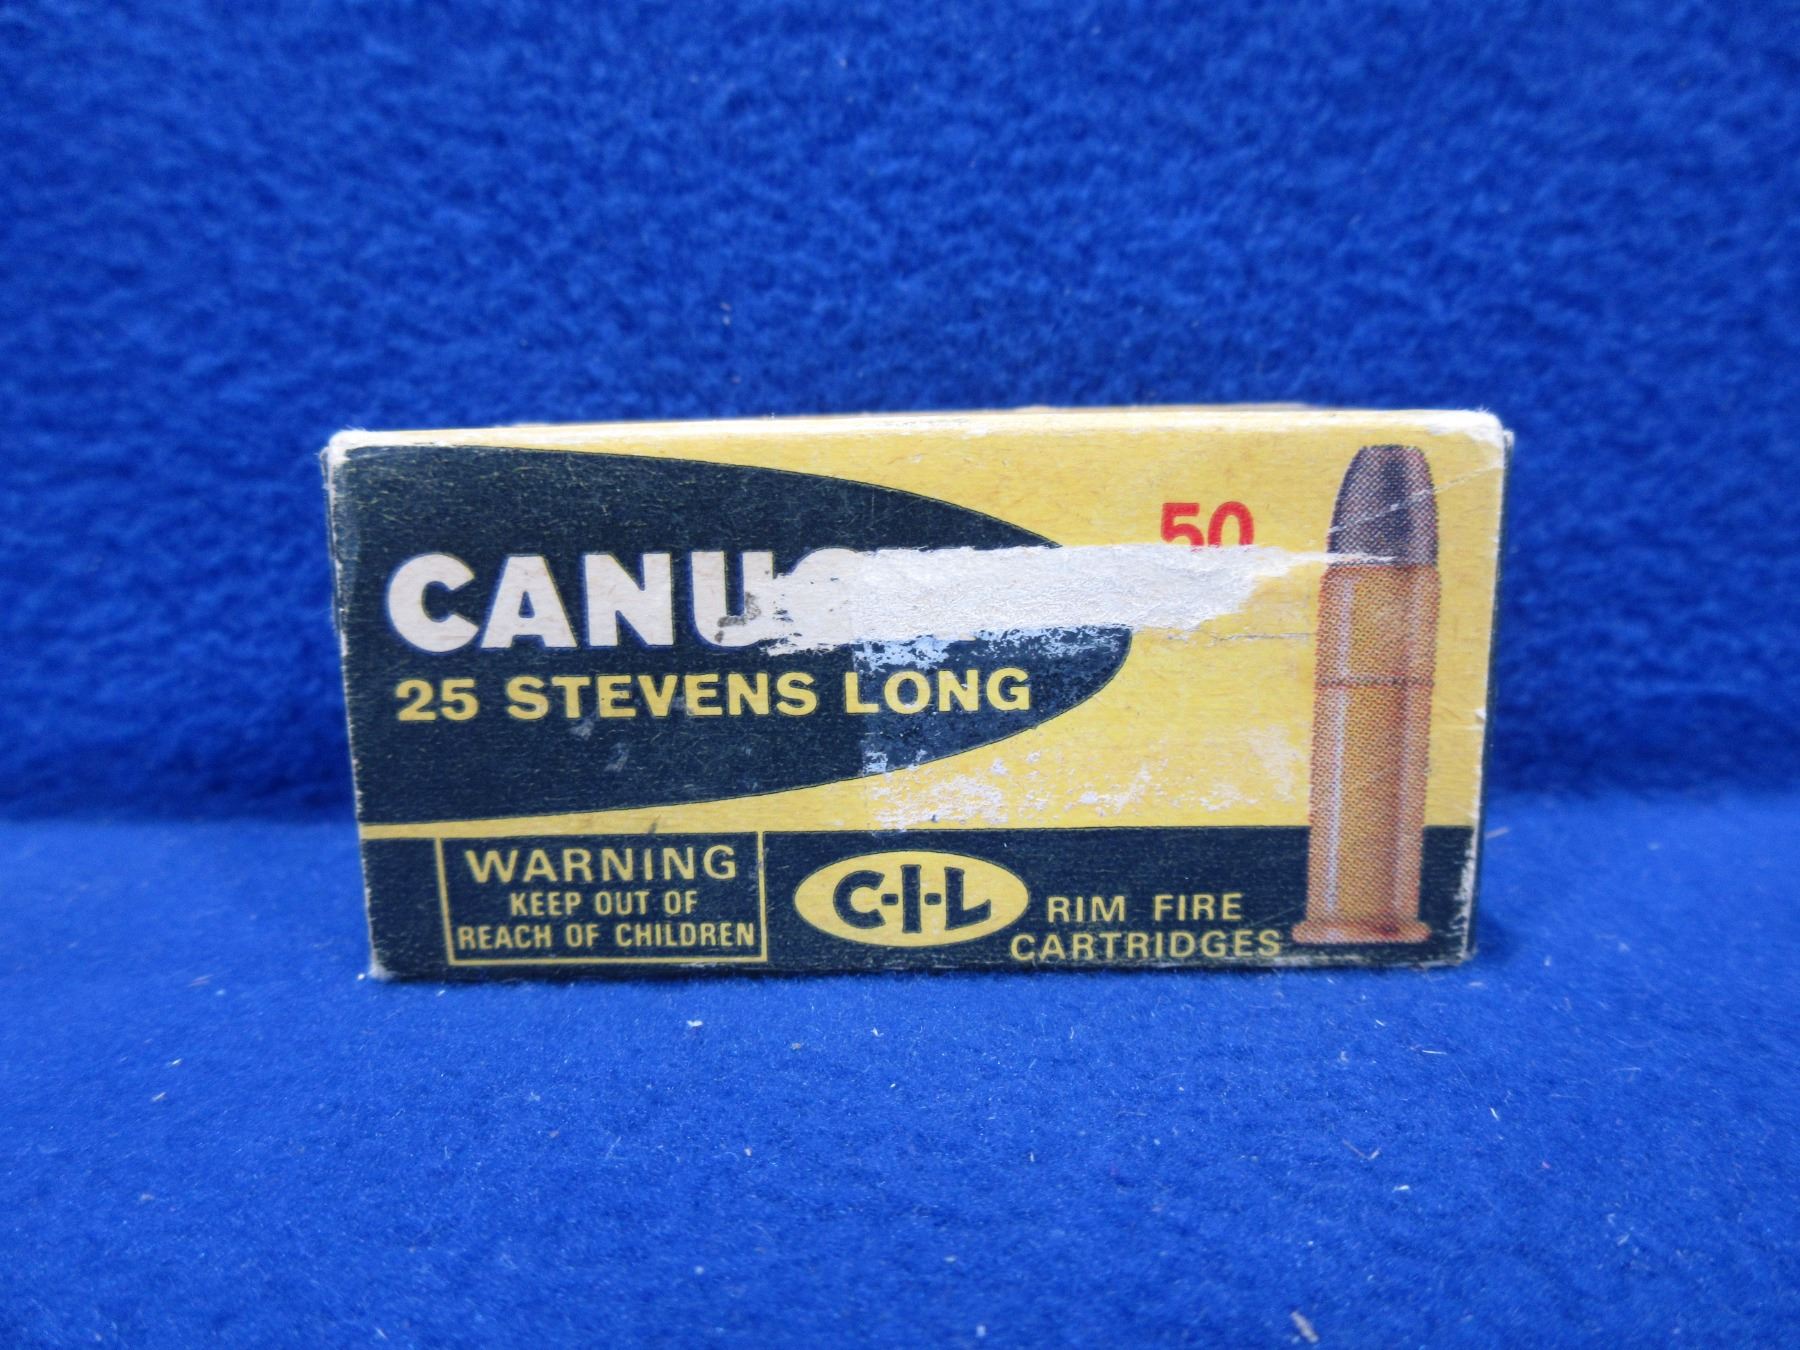 50
CANU
25 STEVENS LONG
WARNING
KEEP OUT OF
REACH OF CHILDREN
C-I-L
RIM FIRE
CARTRIDGES